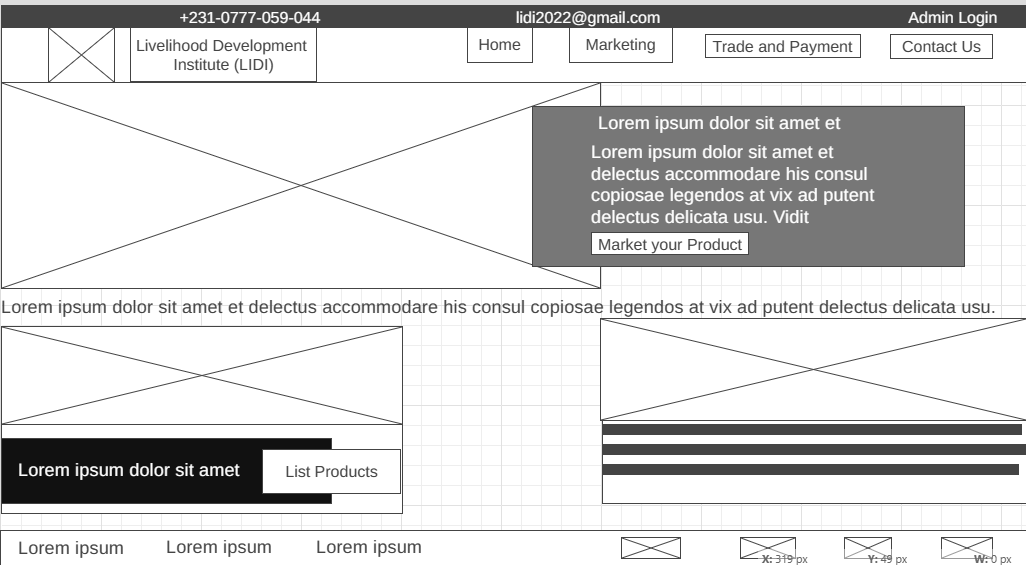 +231-0777-059-044 lidi2022@gmail.com Admin Login
Livelihood Development
Institute (LIDI)
Home Marketing Trade and Payment Contact Us
Lorem ipsum dolor sit amet et
Lorem ipsum dolor sit amet et
delectus accommodare his consul
copiosae legendos at vix ad putent
delectus delicata usu. Vidit
Market your Product
Lorem ipsum dolor sit amet et delectus accommodare his consul copiosae legendos at vix ad putent delectus delicata usu.
Lorem ipsum dolor sit amet
List Products
Lorem ipsum Lorem ipsum Lorem ipsum
X: 319 px Y: 49 px W: 0 px